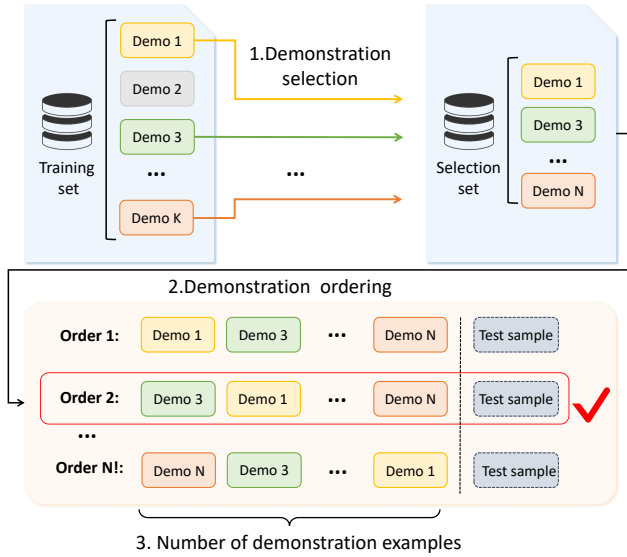 Demo 1
Demo 2
Demo 3
...
Demo K
Training
set
1.Demonstration
selection
...
Demo 1
Demo 3
...
Demo N
Selection
set
2.Demonstration ordering
Order 1: Demo 1 Demo 3 ... Demo N Test sample
Order 2: Demo 3 Demo 1 ... Demo N Test sample
...
Order N!: Demo N Demo 3 ... Demo 1 Test sample
3. Number of demonstration examples